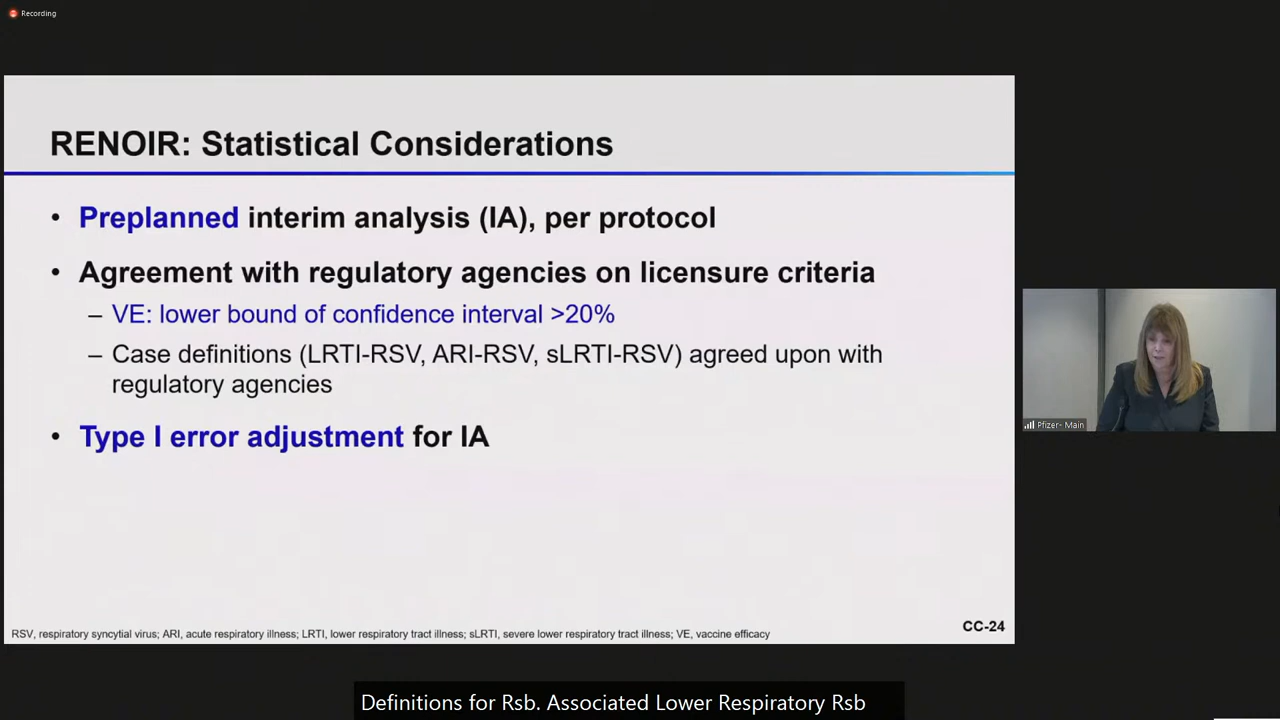 Recording
RENOIR: Statistical Considerations
• Preplanned interim analysis (IA), per protocol
• Agreement with regulatory agencies on licensure criteria
– VE: lower bound of confidence interval >20%
– Case definitions (LRTI-RSV, ARI-RSV, sLRTI-RSV) agreed upon with
regulatory agencies
• Type I error adjustment for IA
Pfizer- Main
CC-24
RSV, respiratory syncytial virus; ARI, acute respiratory illness; LRTI, lower respiratory tract illness; sLRTI, severe lower respiratory tract illness; VE, vaccine efficacy
Definitions for Rsb. Associated Lower Respiratory Rsb